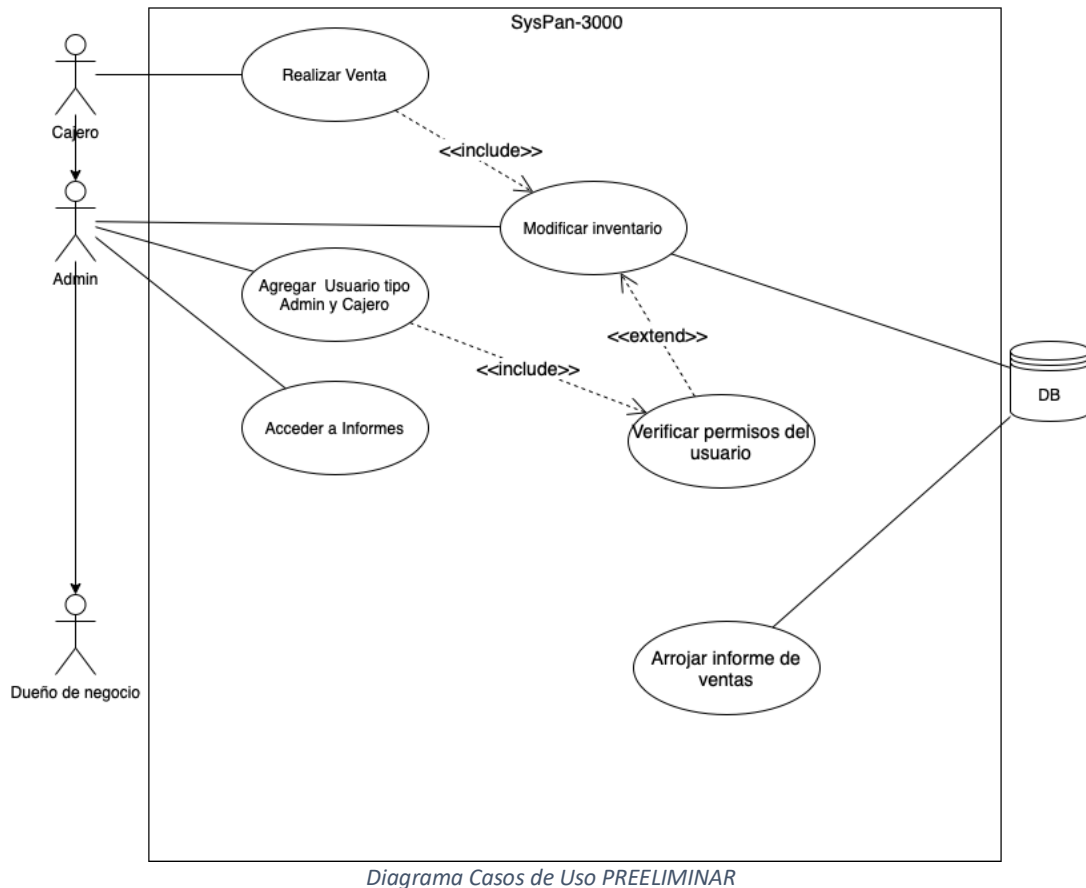 SysPan-3000
Realizar Venta
Cajero
<<include>>
Modificar inventario
Admin
Agregar Usuario tipo
Admin y Cajero
<<extend>>
<<include>>
DB
Acceder a Informes
Verificar permisos del
usuario
Arrojar informe de
ventas
Dueño de negocio
Diagrama Casos de Uso PREELIMINAR